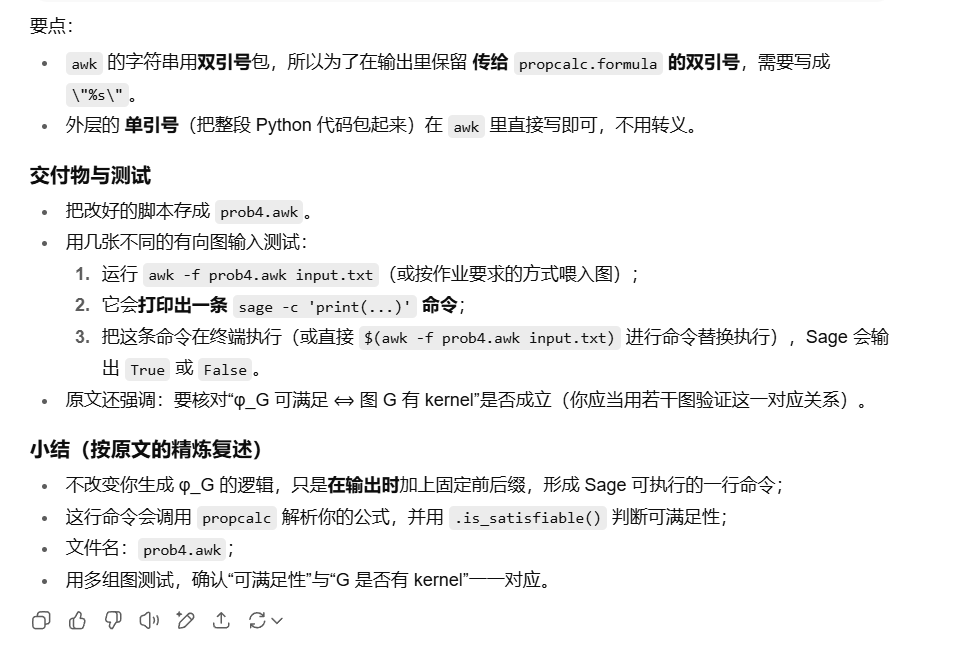 要点：
awk 的字符串用双引号包，所以为了在输出里保留 传给 propcalc.formula 的双引号，需要写成
\"%s\" 。
外层的 单引号（把整段 Python 代码包起来）在 awk 里直接写即可，不用转义。
交付物与测试
把改好的脚本存成 prob4.awk 。
用几张不同的有向图输入测试：
1. 运行 awk -f prob4.awk input.txt （或按作业要求的方式喂入图）；
2. 它会打印出一条 sage -c 'print(...)' 命令；
3. 把这条命令在终端执行（或直接 $(awk -f prob4.awk input.txt) 进行命令替换执行），Sage 会输
出 True 或 False 。
原文还强调：要核对“φ_G 可满足 ⇔ 图 G 有 kernel”是否成立（你应当用若干图验证这一对应关系）。
小结（按原文的精炼复述）
不改变你生成 φ_G 的逻辑，只是在输出时加上固定前后缀，形成 Sage 可执行的一行命令；
这行命令会调用 propcalc 解析你的公式，并用 .is_satisfiable() 判断可满足性；
文件名： prob4.awk ；
用多组图测试，确认“可满足性”与“G 是否有 kernel”一一对应。